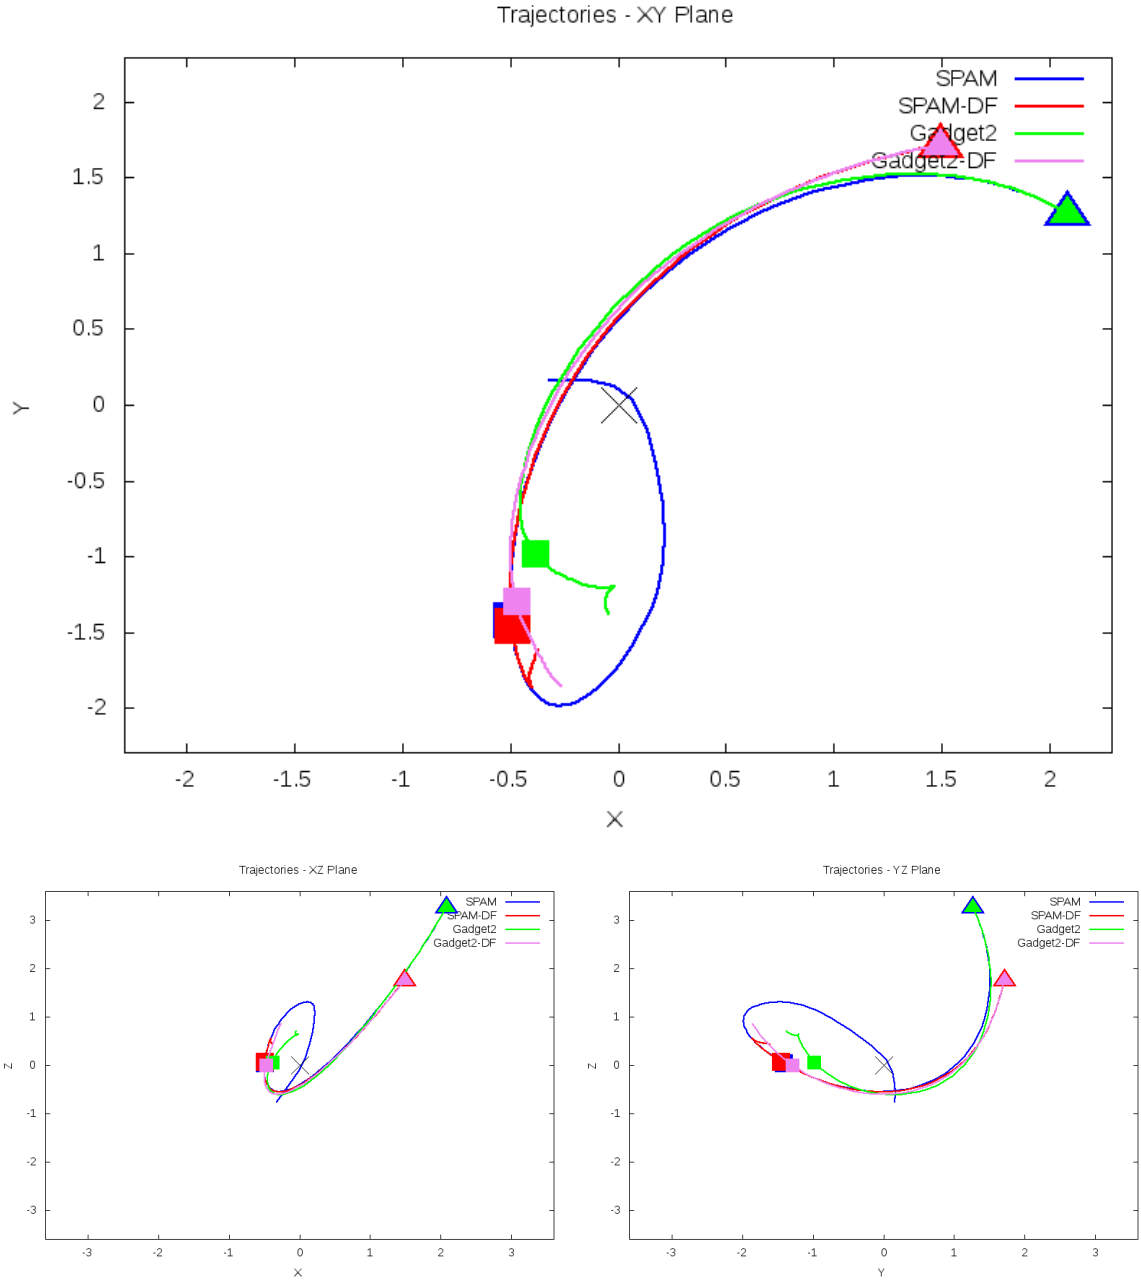 Trajectories - XY Plane
SPAM
SPAM-DF
Gadget2
Gadget2-DF
2
1.5
1
0.5
0
-0.5
-1
-1.5
-2
Y
-2
-1.5
-1
-0.5
0
0.5
1
1.5
2
X
Trajectories - XZ Plane
SPAM
SPAM-DF
Gadget2
Gadget2-DF
3
2
1
0
-1
-2
-3
Z
-3
-2
-1
0
1
2
3
X
Trajectories - YZ Plane
SPAM
SPAM-DF
Gadget2
Gadget2-DF
3
2
1
0
-1
-2
-3
Z
-3
-2
-1
0
1
2
3
Y